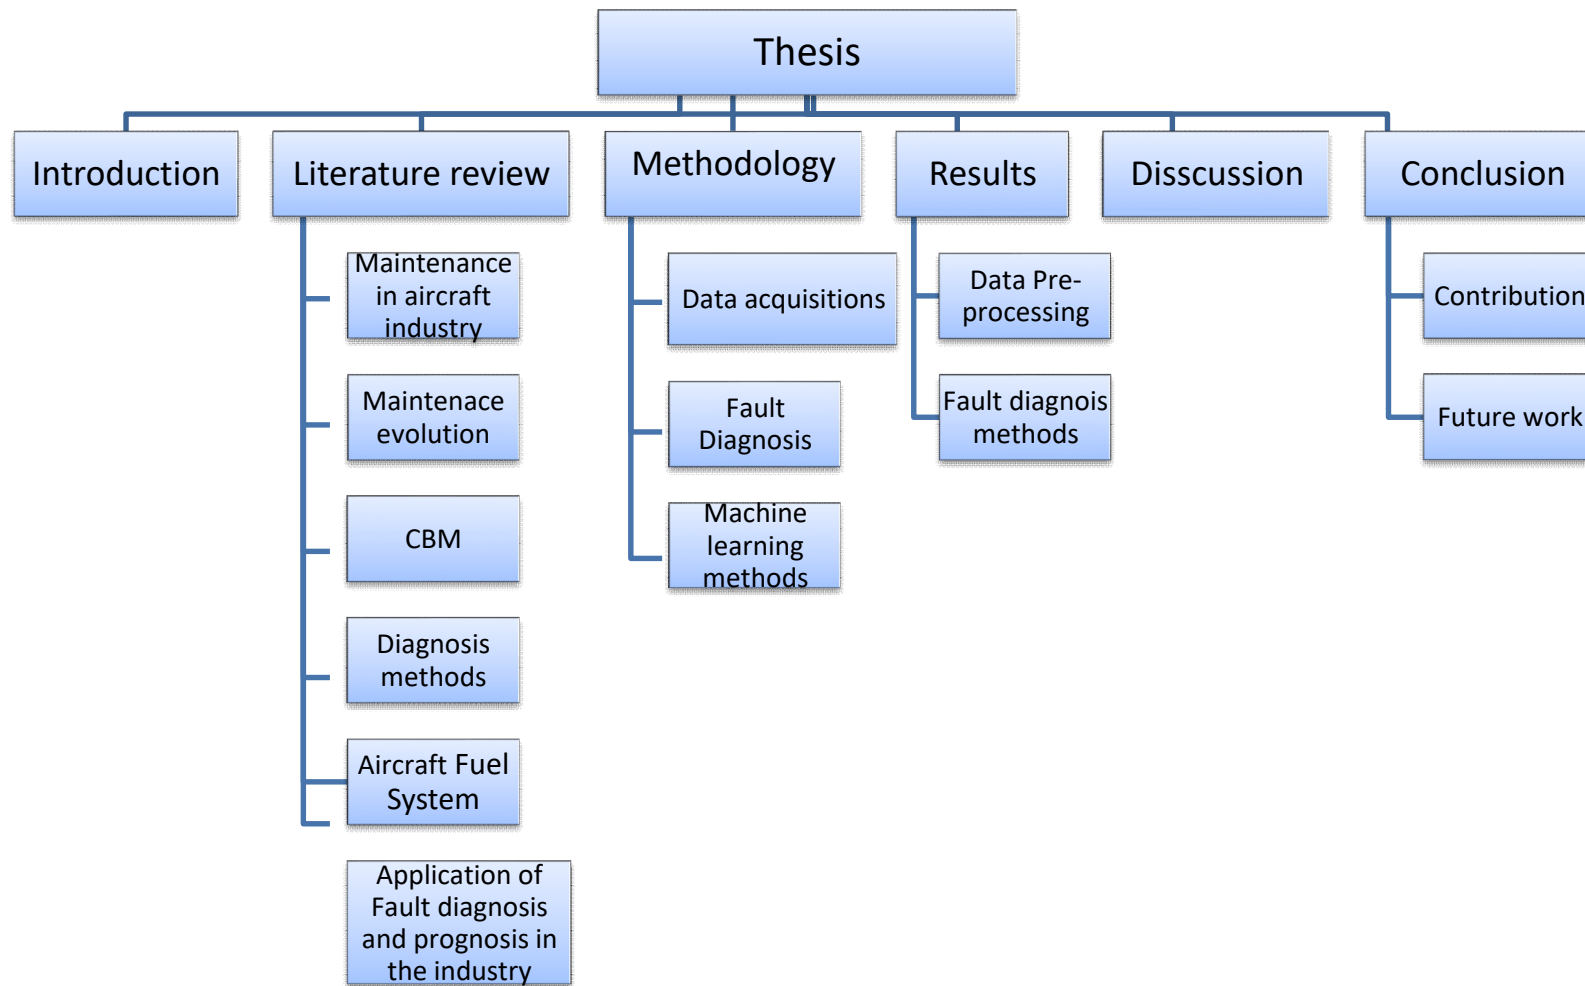 Thesis
Introduction
Literature review
Methodology
Results
Disscussion
Conclusion
Maintenance
in aircraft
industry
Maintenace
evolution
CBM
Diagnosis
methods
Aircraft Fuel
System
Application of
Fault diagnosis
and prognosis in
the industry
Data acquisitions
Fault
Diagnosis
Machine
learning
methods
Data Pre-
processing
Fault diagnois
methods
Contribution
Future work